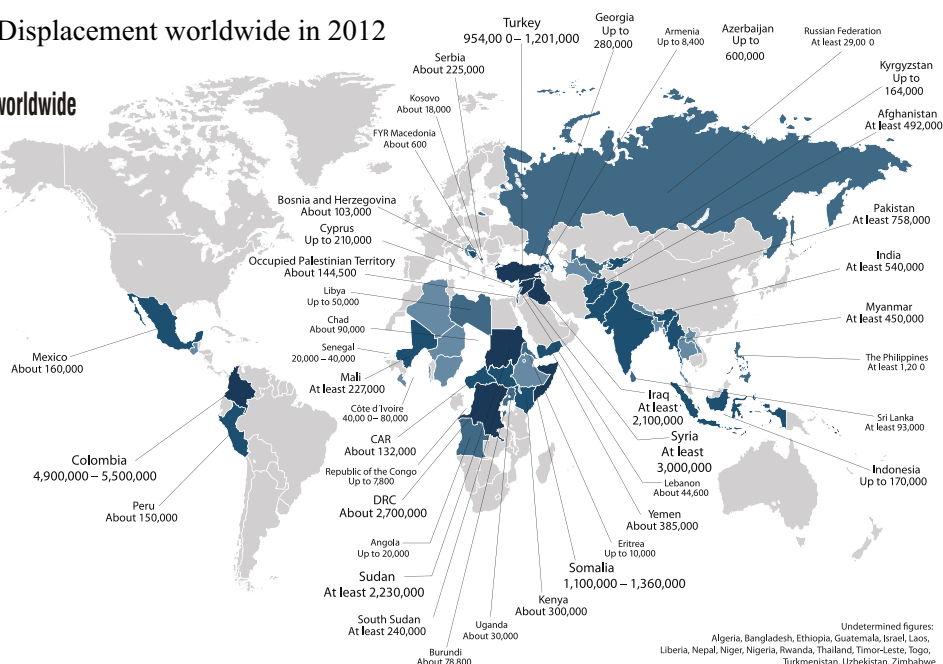 Displacement worldwide in 2012
worldwide
Turkey
954,00 0– 1,201,000
Georgia
Up to
280,000
Armenia
Up to 8,400
Azerbaijan
Up to
600,000
Russian Federation
At least 29,00 0
Kyrgyzstan
Up to
164,000
Afghanistan
At least 492,000
Pakistan
At least 758,000
India
At least 540,000
Myanmar
At least 450,000
The Philippines
At least 1,20 0
Sri Lanka
At least 93,000
Indonesia
Up to 170,000
Serbia
About 225,000
Kosovo
About 18,000
FYR Macedonia
About 600
Bosnia and Herzegovina
About 103,000
Cyprus
Up to 210,000
Occupied Palestinian Territory
About 144,500
Libya
Up to 50,000
Chad
About 90,000
Senegal
20,000 – 40,000
Mali
At least 227,000
Côte d'Ivoire
40,00 0– 80,000
CAR
About 132,000
Republic of the Congo
Up to 7,800
DRC
About 2,700,000
Angola
Up to 20,000
Sudan
At least 2,230,000
South Sudan
At least 240,000
Burundi
About 78,800
Uganda
About 30,000
Kenya
About 300,000
Somalia
1,100,000 – 1,360,000
Eritrea
Up to 10,000
Yemen
About 385,000
Lebanon
About 44,600
Syria
At least
3,000,000
Iraq
At least
2,100,000
Mexico
About 160,000
Colombia
4,900,000 – 5,500,000
Peru
About 150,000
Undetermined figures:
Algeria, Bangladesh, Ethiopia, Guatemala, Israel, Laos,
Liberia, Nepal, Niger, Nigeria, Rwanda, Thailand, Timor-Leste, Togo,
Turkmenistan, Uzbekistan, Zimbabwe